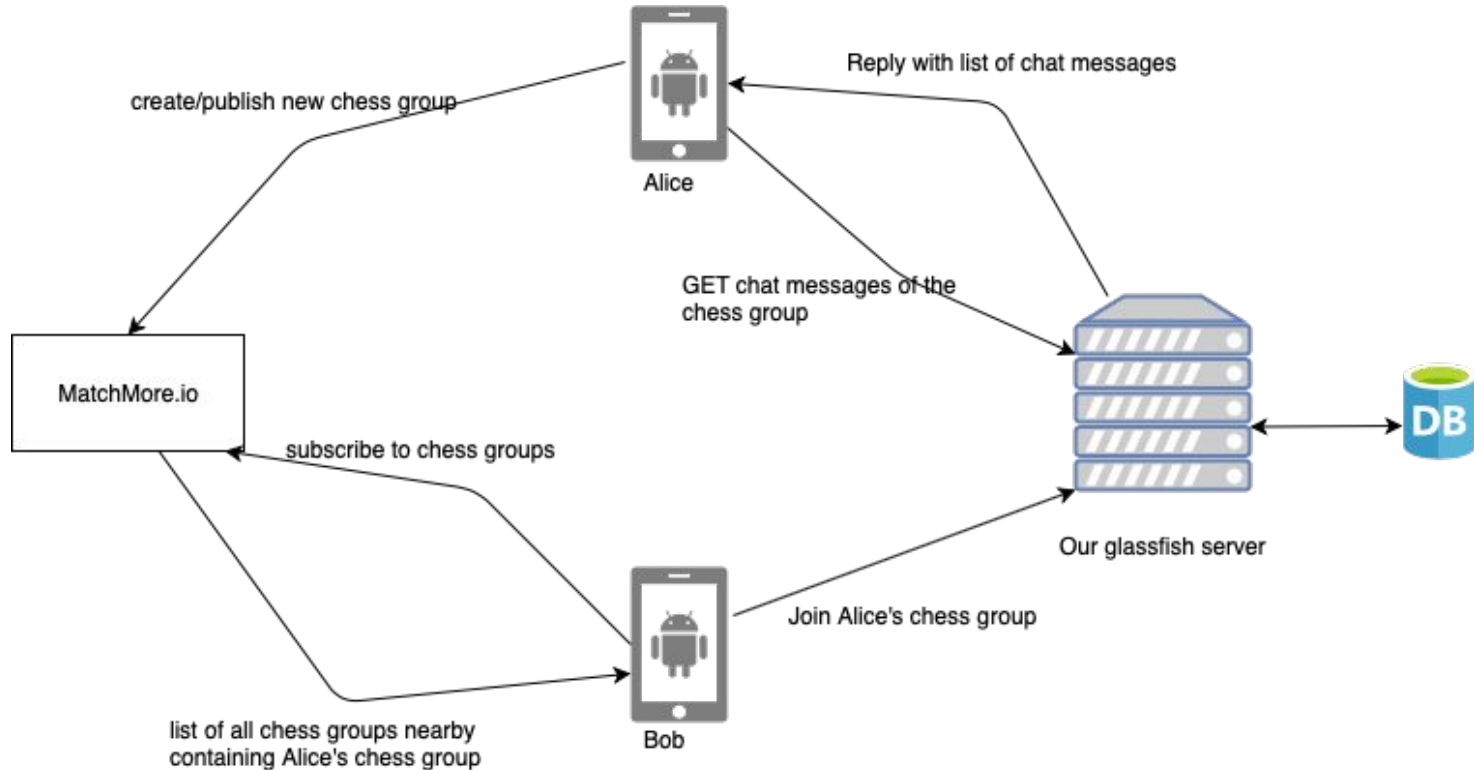 Reply with list of chat messages
create/publish new chess group
Alice
GET chat messages of the
chess group
MatchMore.io
DB
subscribe to chess groups
Our glassfish server
Join Alice's chess group
list of all chess groups nearby
containing Alice's chess group
Bob